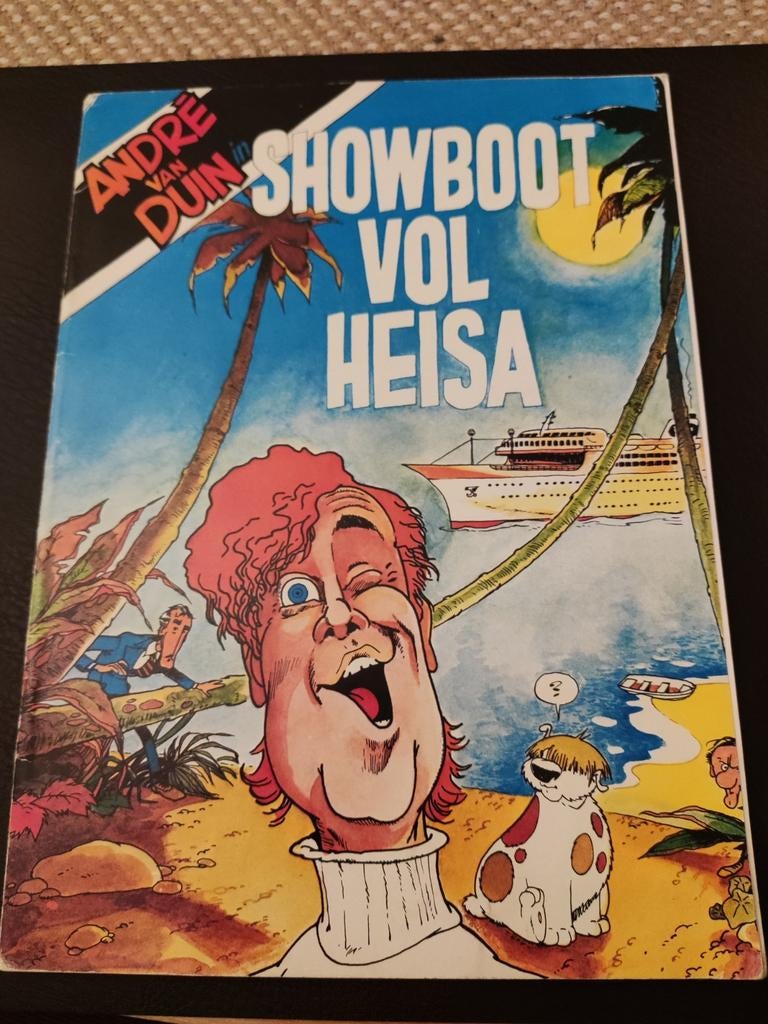 ANDRÉ
VAN
DUIN
in
SHOWBOOT
VOL
HEISA
?